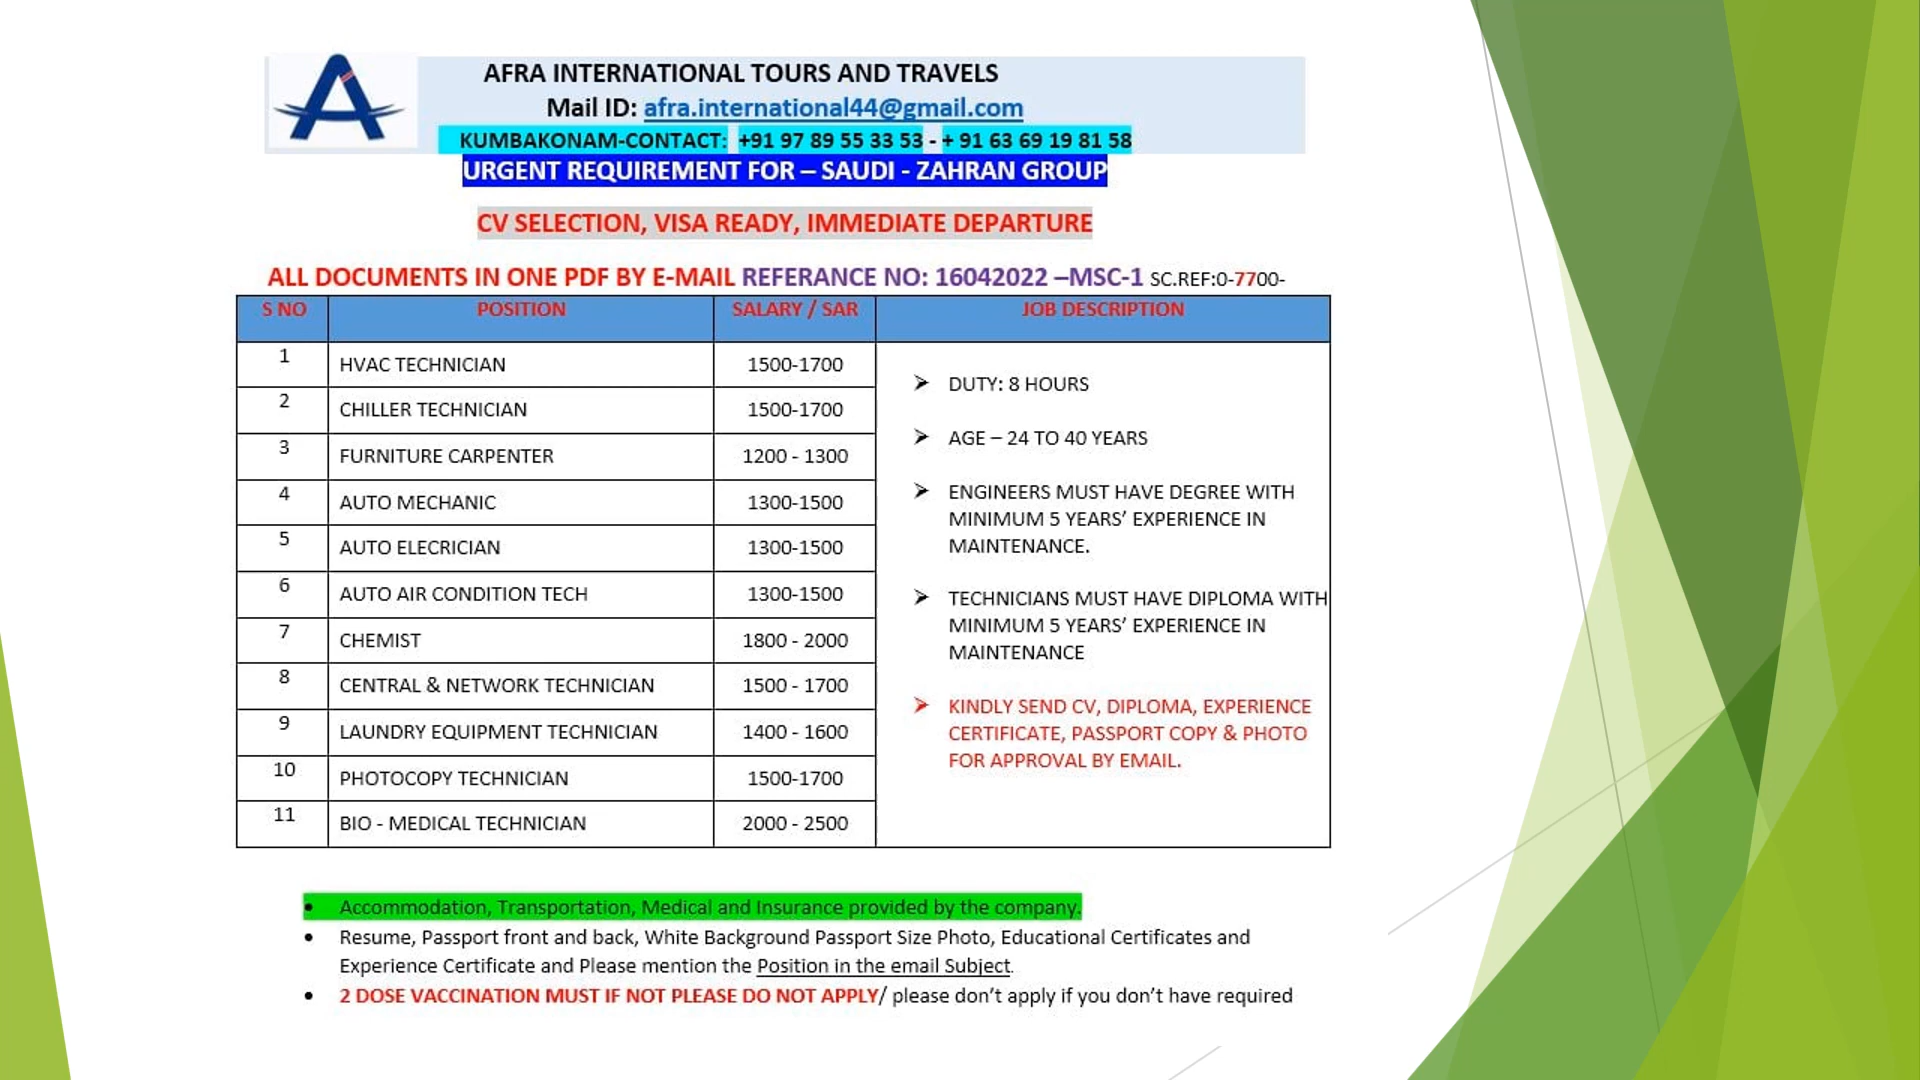 AFRA INTERNATIONAL TOURS AND TRAVELS
Mail ID: afra.international44@gmail.com
KUMBAKONAM-CONTACT: +91 97 89 55 33 53 - + 91 63 69 19 81 58
URGENT REQUIREMENT FOR – SAUDI - ZAHRAN GROUP
CV SELECTION, VISA READY, IMMEDIATE DEPARTURE
ALL DOCUMENTS IN ONE PDF BY E-MAIL REFERANCE NO: 16042022 –MSC-1 SC.REF:0-7700-
S NO POSITION SALARY / SAR JOB DESCRIPTION
1 HVAC TECHNICIAN 1500-1700
2 CHILLER TECHNICIAN 1500-1700
3 FURNITURE CARPENTER 1200 - 1300
4 AUTO MECHANIC 1300-1500
5 AUTO ELECRICIAN 1300-1500
6 AUTO AIR CONDITION TECH 1300-1500
7 CHEMIST 1800 - 2000
8 CENTRAL & NETWORK TECHNICIAN 1500 - 1700
9 LAUNDRY EQUIPMENT TECHNICIAN 1400 - 1600
10 PHOTOCOPY TECHNICIAN 1500-1700
11 BIO - MEDICAL TECHNICIAN 2000 - 2500
➢ DUTY: 8 HOURS
➢ AGE – 24 TO 40 YEARS
➢ ENGINEERS MUST HAVE DEGREE WITH
MINIMUM 5 YEARS’ EXPERIENCE IN
MAINTENANCE.
➢ TECHNICIANS MUST HAVE DIPLOMA WITH
MINIMUM 5 YEARS’ EXPERIENCE IN
MAINTENANCE
➢ KINDLY SEND CV, DIPLOMA, EXPERIENCE
CERTIFICATE, PASSPORT COPY & PHOTO
FOR APPROVAL BY EMAIL.
• Accommodation, Transportation, Medical and Insurance provided by the company.
• Resume, Passport front and back, White Background Passport Size Photo, Educational Certificates and
Experience Certificate and Please mention the Position in the email Subject.
• 2 DOSE VACCINATION MUST IF NOT PLEASE DO NOT APPLY/ please don’t apply if you don’t have required